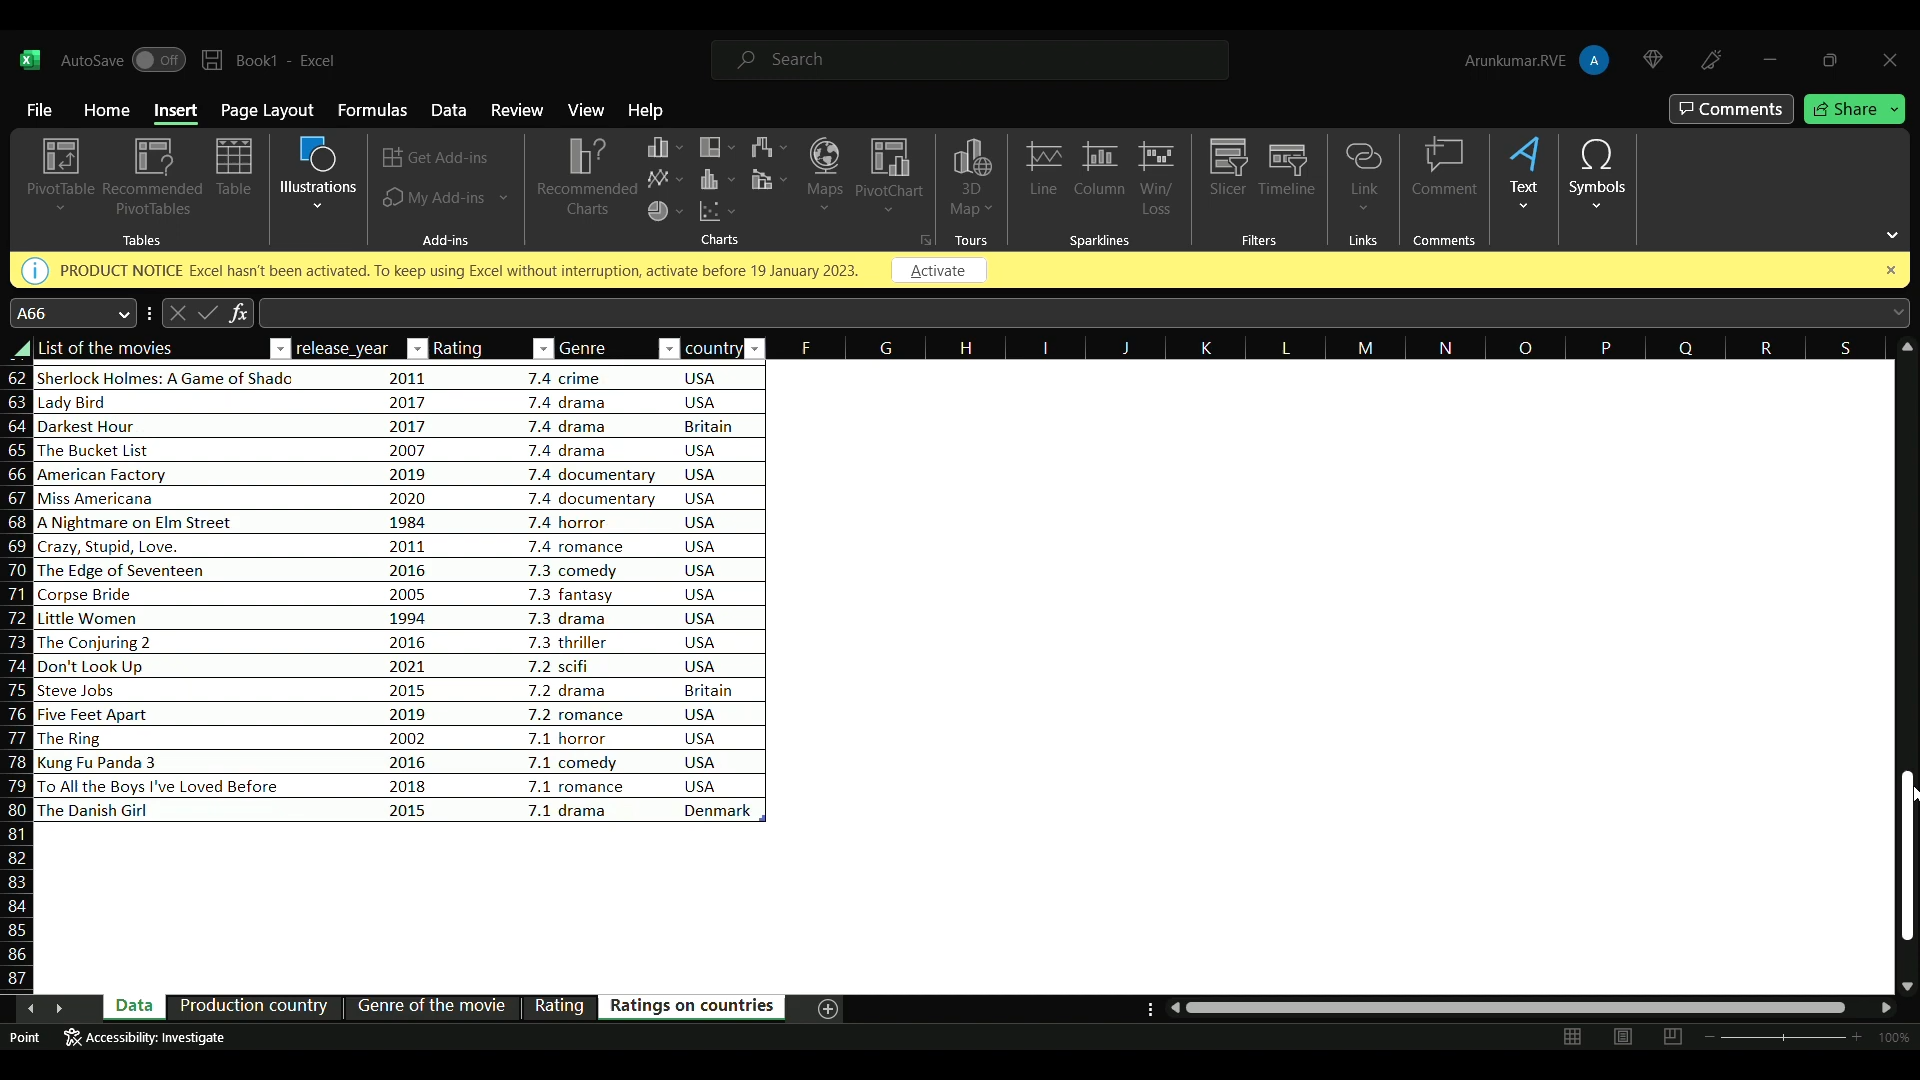 AutoSave Off Book1 - Excel Search Arunkumar.RVE A
File Home Insert Page Layout Formulas Data Review View Help Comments Share
PivotTable Recommended PivotTables Table Illustrations Get Add-ins My Add-ins Recommended Charts Maps PivotChart 3D Map Line Column Win/Loss Slicer Timeline Link Comment Text Symbols
Tables Add-ins Charts Tours Sparklines Filters Links Comments
PRODUCT NOTICE Excel hasn't been activated. To keep using Excel without interruption, activate before 19 January 2023. Activate
A66 fx
List of the movies release_year Rating Genre country F G H I J K L M N O P Q R S
62 Sherlock Holmes: A Game of Shado 2011 7.4 crime USA
63 Lady Bird 2017 7.4 drama USA
64 Darkest Hour 2017 7.4 drama Britain
65 The Bucket List 2007 7.4 drama USA
66 American Factory 2019 7.4 documentary USA
67 Miss Americana 2020 7.4 documentary USA
68 A Nightmare on Elm Street 1984 7.4 horror USA
69 Crazy, Stupid, Love. 2011 7.4 romance USA
70 The Edge of Seventeen 2016 7.3 comedy USA
71 Corpse Bride 2005 7.3 fantasy USA
72 Little Women 1994 7.3 drama USA
73 The Conjuring 2 2016 7.3 thriller USA
74 Don't Look Up 2021 7.2 scifi USA
75 Steve Jobs 2015 7.2 drama Britain
76 Five Feet Apart 2019 7.2 romance USA
77 The Ring 2002 7.1 horror USA
78 Kung Fu Panda 3 2016 7.1 comedy USA
79 To All the Boys I've Loved Before 2018 7.1 romance USA
80 The Danish Girl 2015 7.1 drama Denmark
81
82
83
84
85
86
87
Data Production country Genre of the movie Rating Ratings on countries
Point Accessibility: Investigate 100%